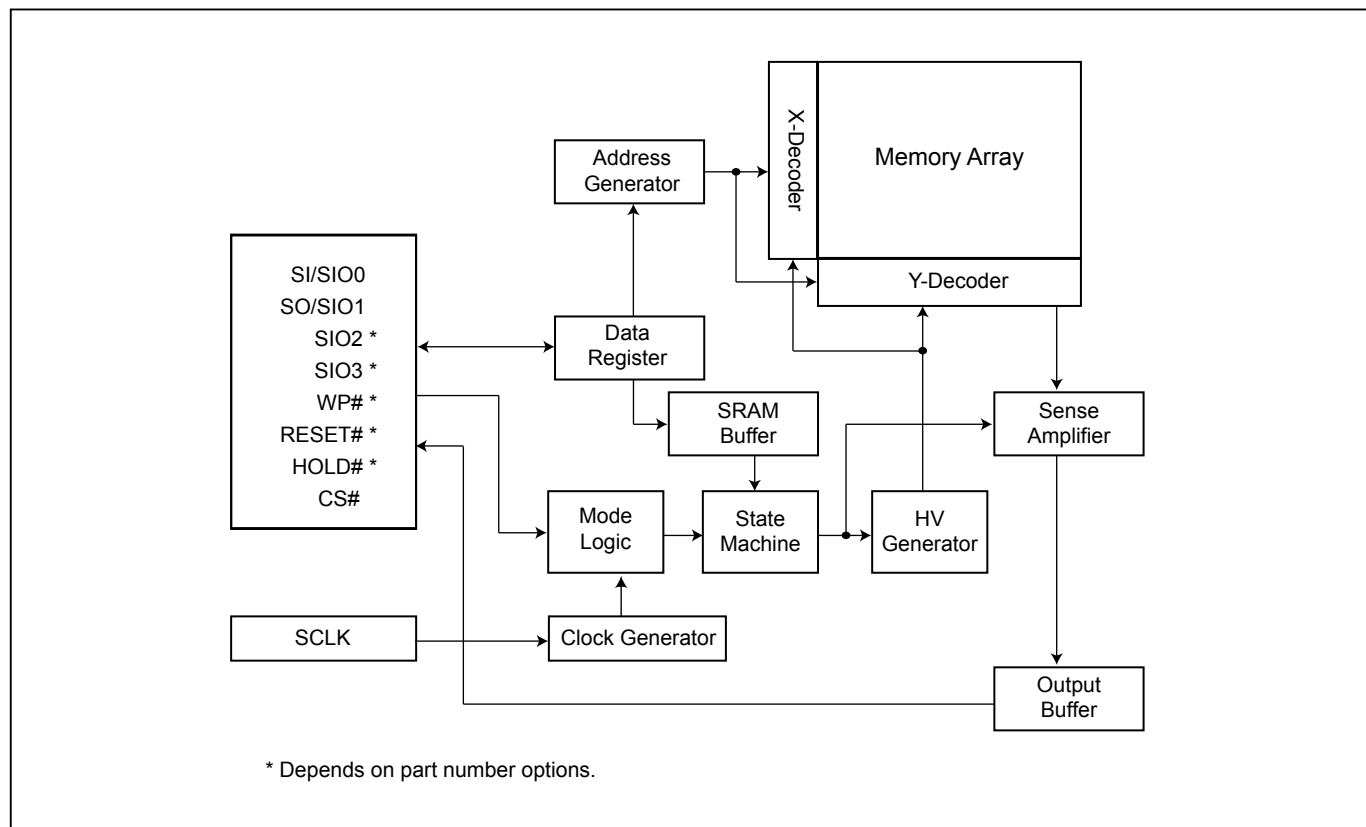 X-Decoder
Memory Array
Address
Generator
Y-Decoder
SI/SIO0
SO/SIO1
SIO2 *
SIO3 *
WP# *
RESET# *
HOLD# *
CS#
Data
Register
SRAM
Buffer
Sense
Amplifier
Mode
Logic
State
Machine
HV
Generator
SCLK
Clock Generator
Output
Buffer
* Depends on part number options.